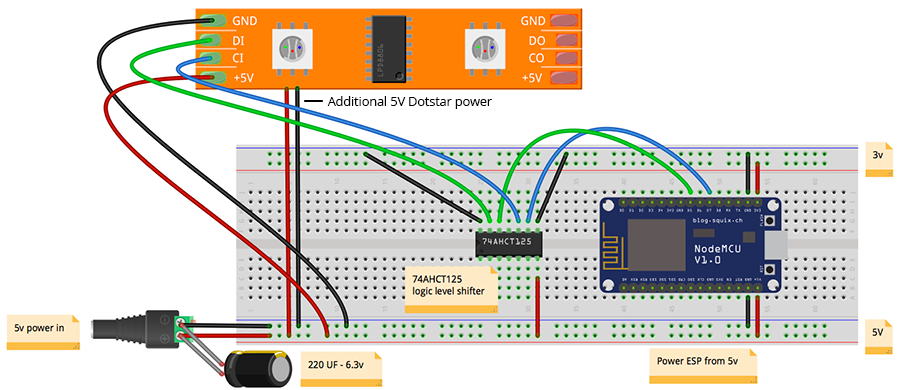 GND
DI
CI
+5V
LPD8806
GND
DO
CO
+5V
Additional 5V Dotstar power
3v
74AHCT125
blog.squix.ch
NodeMCU
V1.0
74AHCT125
logic level shifter
5v power in
220 UF - 6.3v
Power ESP from 5v
5V